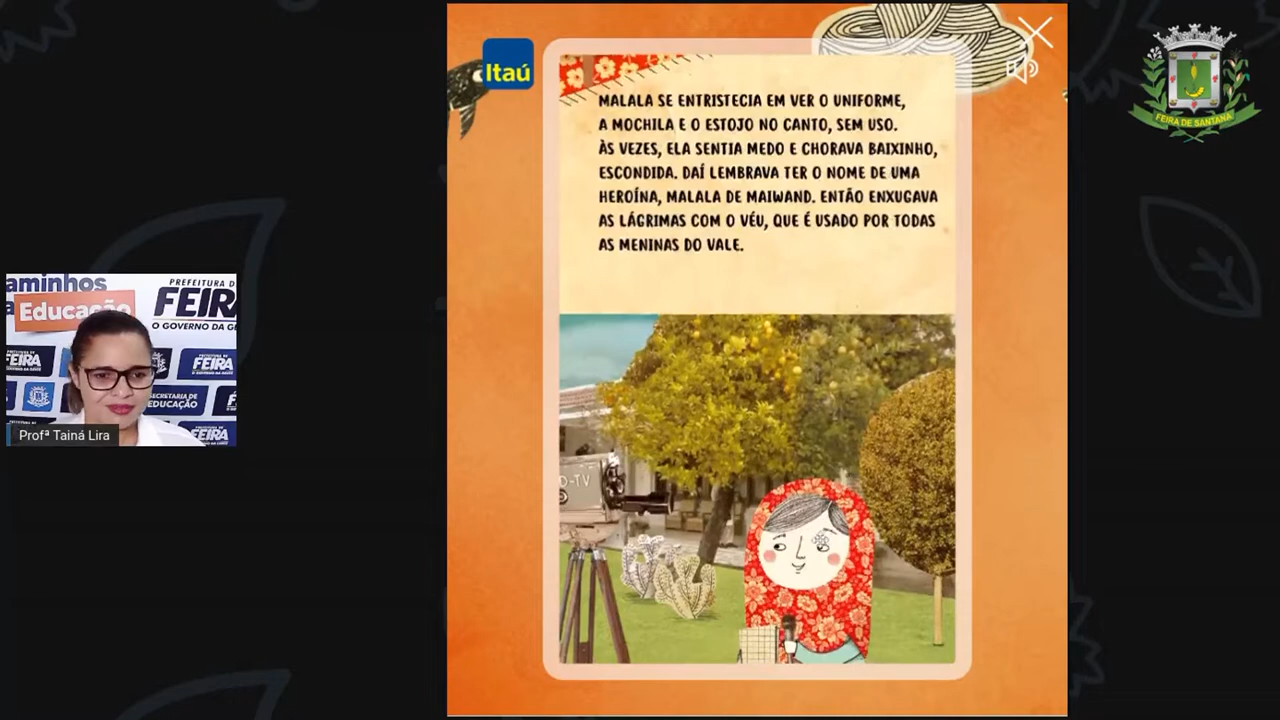 Itaú
MALALA SE ENTRISTECIA EM VER O UNIFORME,
A MOCHILA E O ESTOJO NO CANTO, SEM USO.
ÀS VEZES, ELA SENTIA MEDO E CHORAVA BAIXINHO,
ESCONDIDA. DAÍ LEMBRAVA TER O NOME DE UMA
HEROÍNA, MALALA DE MAIWAND. ENTÃO ENXUGAVA
AS LÁGRIMAS COM O VÉU, QUE É USADO POR TODAS
AS MENINAS DO VALE.
FEIRA DE SANTANA
aminhos
Educação
PREFEITURA D
FEIR
O GOVERNO DA G
FEIRA
FEIRA
SECRETARIA DE
EDUCAÇÃO
FEIRA
Profª Tainá Lira
D-TV